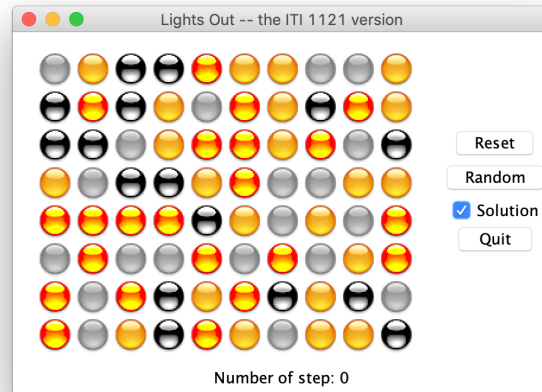 Lights Out -- the ITI 1121 version
Reset
Random
Solution
Quit
Number of step: 0